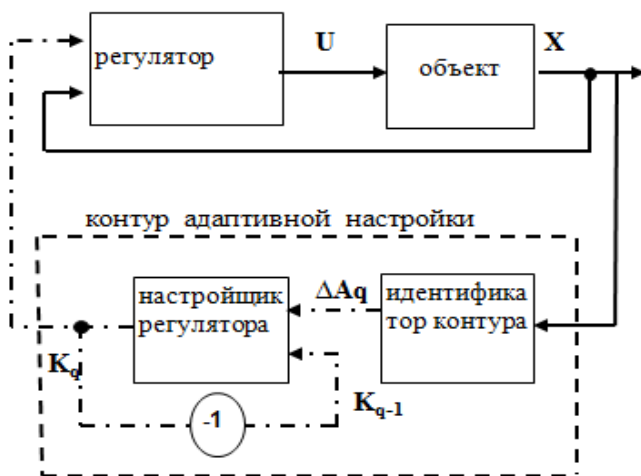 регулятор
U
объект
X
контур адаптивной настройки
настройщик
регулятора
ΔAq
идентифика
тор контура
Kq
-1
Kq-1